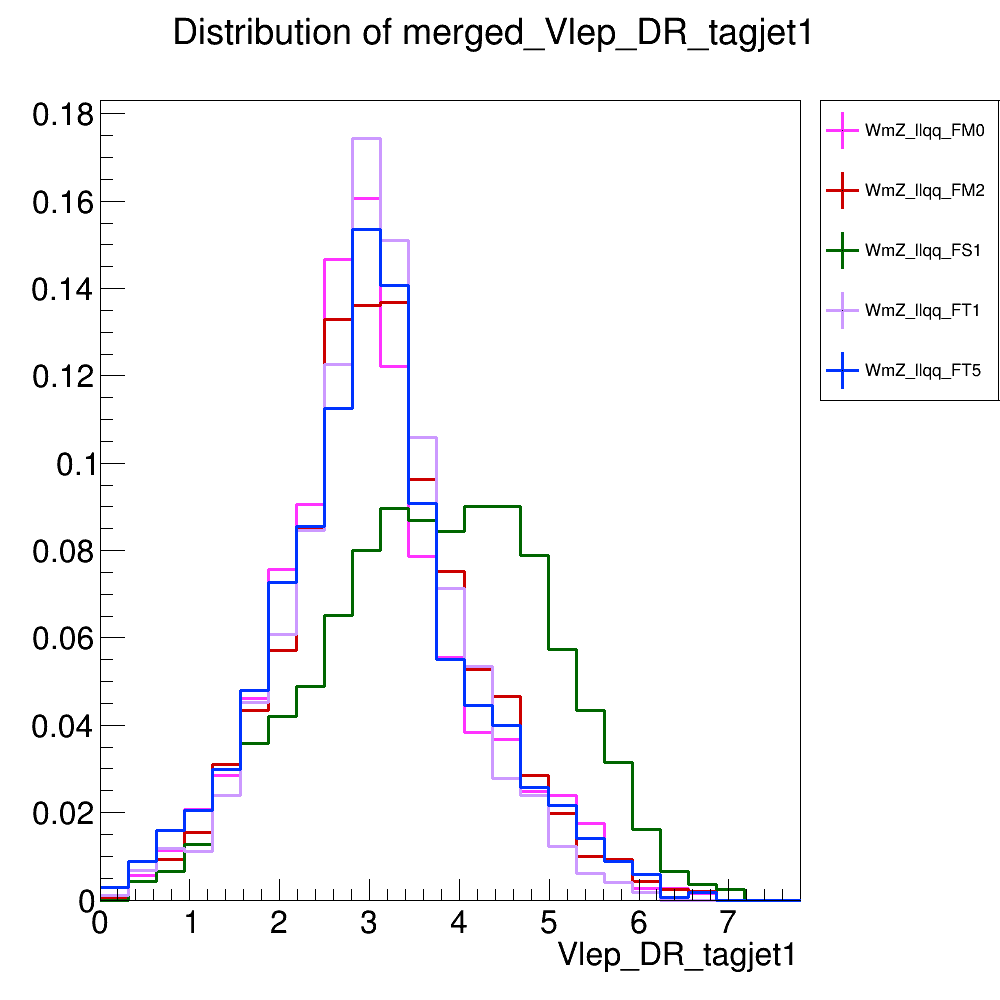 Distribution of merged_Vlep_DR_tagjet1
0.18
0.16
0.14
0.12
0.1
0.08
0.06
0.04
0.02
0
0 1 2 3 4 5 6 7
Vlep_DR_tagjet1
WmZ_llqq_FM0
WmZ_llqq_FM2
WmZ_llqq_FS1
WmZ_llqq_FT1
WmZ_llqq_FT5